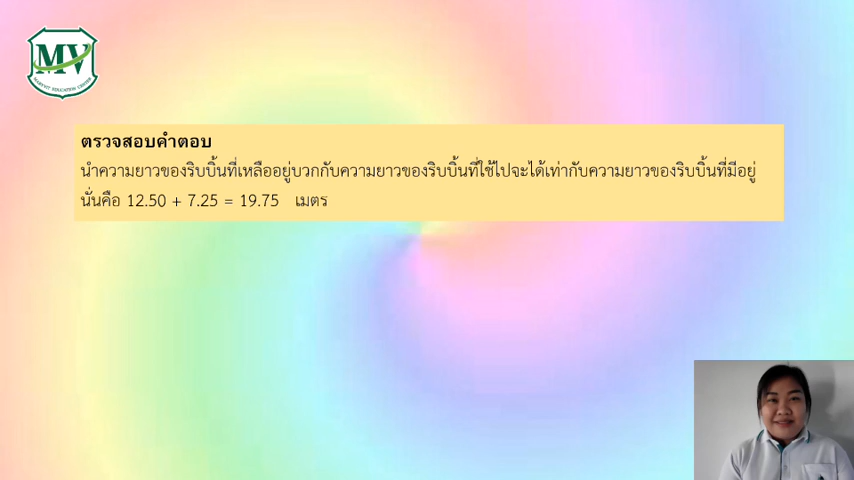 MV
MARYVIT EDUCATION CENTER
ตรวจสอบคำตอบ
นำความยาวของริบบิ้นที่เหลืออยู่บวกกับความยาวของริบบิ้นที่ใช้ไปจะได้เท่ากับความยาวของริบบิ้นที่มีอยู่
นั่นคือ 12.50 + 7.25 = 19.75 เมตร